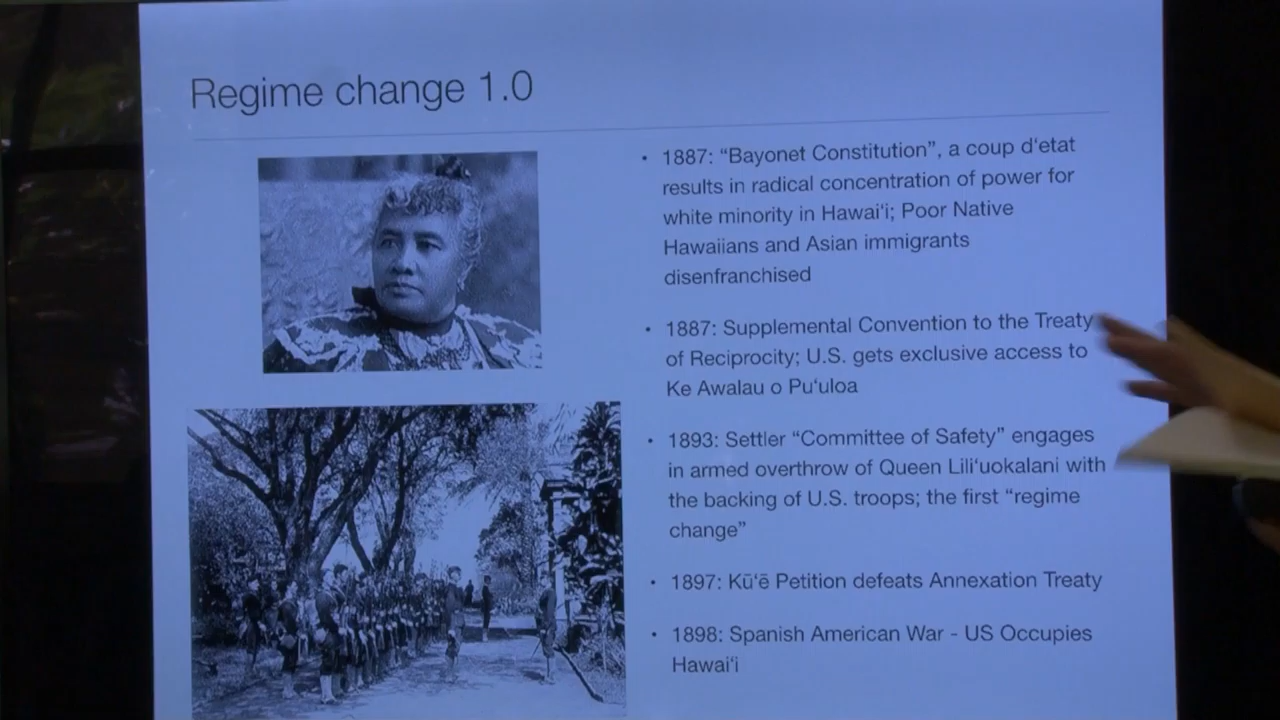 Regime change 1.0
• 1887: “Bayonet Constitution”, a coup d‘etat
results in radical concentration of power for
white minority in Hawai‘i; Poor Native
Hawaiians and Asian immigrants
disenfranchised
• 1887: Supplemental Convention to the Treaty
of Reciprocity; U.S. gets exclusive access to
Ke Awalau o Pu‘uloa
• 1893: Settler “Committee of Safety” engages
in armed overthrow of Queen Lili‘uokalani with
the backing of U.S. troops; the first “regime
change”
• 1897: Kū‘ē Petition defeats Annexation Treaty
• 1898: Spanish American War - US Occupies
Hawai‘i